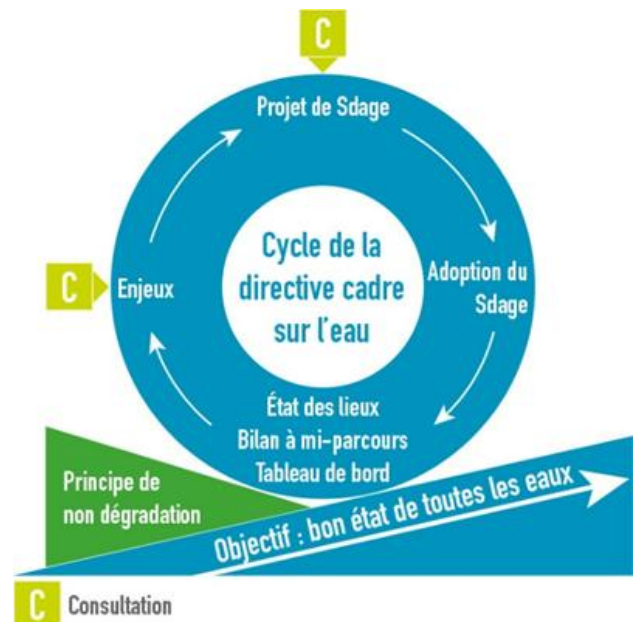 C
Projet de Sdage
C
Enjeux
Cycle de la
directive cadre
sur l'eau
Adoption du
Sdage
État des lieux
Bilan à mi-parcours
Tableau de bord
Principe de
non dégradation
Objectif : bon état de toutes les eaux
C Consultation